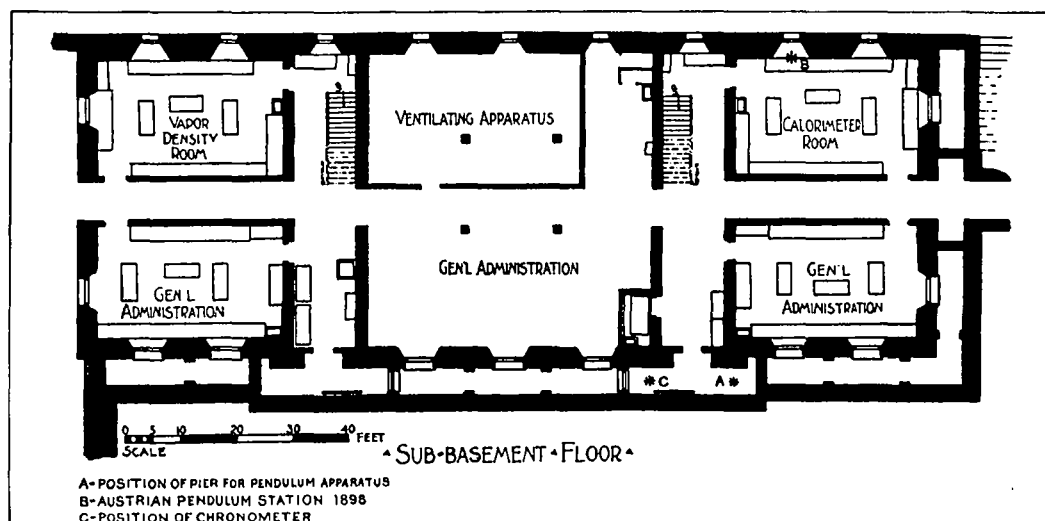 B
VAPOR
DENSITY
ROOM
VENTILATING APPARATUS
CALORIMETER
ROOM
GEN'L
ADMINISTRATION
GEN'L ADMINISTRATION
GEN'L
ADMINISTRATION
C A
0 5 10 20 30 40 FEET
SCALE
SUB-BASEMENT FLOOR
A-POSITION OF PIER FOR PENDULUM APPARATUS
B-AUSTRIAN PENDULUM STATION 1898
C-POSITION OF CHRONOMETER